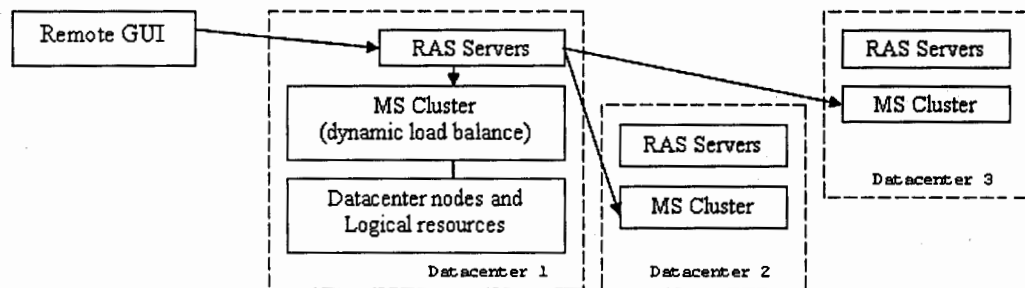 Remote GUI
RAS Servers
MS Cluster
(dynamic load balance)
Datacenter nodes and
Logical resources
Datacenter 1
RAS Servers
MS Cluster
Datacenter 2
RAS Servers
MS Cluster
Datacenter 3